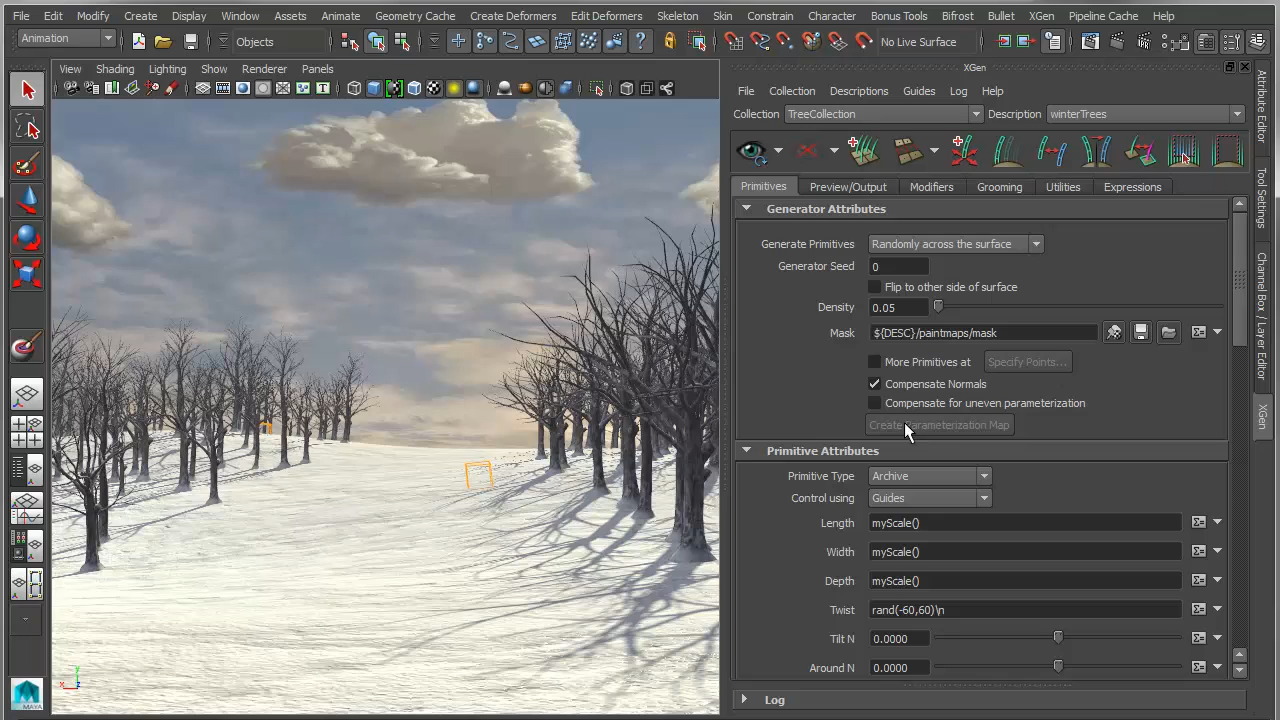 File Edit Modify Create Display Window Assets Animate Geometry Cache Create Deformers Edit Deformers Skeleton Skin Constrain Character Bonus Tools Bifrost Bullet XGen Pipeline Cache Help
Animation Objects No Live Surface
View Shading Lighting Show Renderer Panels
XGen
File Collection Descriptions Guides Log Help
Collection TreeCollection Description winterTrees
Primitives Preview/Output Modifiers Grooming Utilities Expressions
Generator Attributes
Generate Primitives Randomly across the surface
Generator Seed 0
Flip to other side of surface
Density 0.05
Mask ${DESC}/paintmaps/mask
More Primitives at Specify Points...
Compensate Normals
Compensate for uneven parameterization
Create Parameterization Map
Primitive Attributes
Primitive Type Archive
Control using Guides
Length myScale()
Width myScale()
Depth myScale()
Twist rand(-60,60)\n
Tilt N 0.0000
Around N 0.0000
Log
Attribute Editor
Tool Settings
Channel Box / Layer Editor
XGen
y
x
z
MAYA